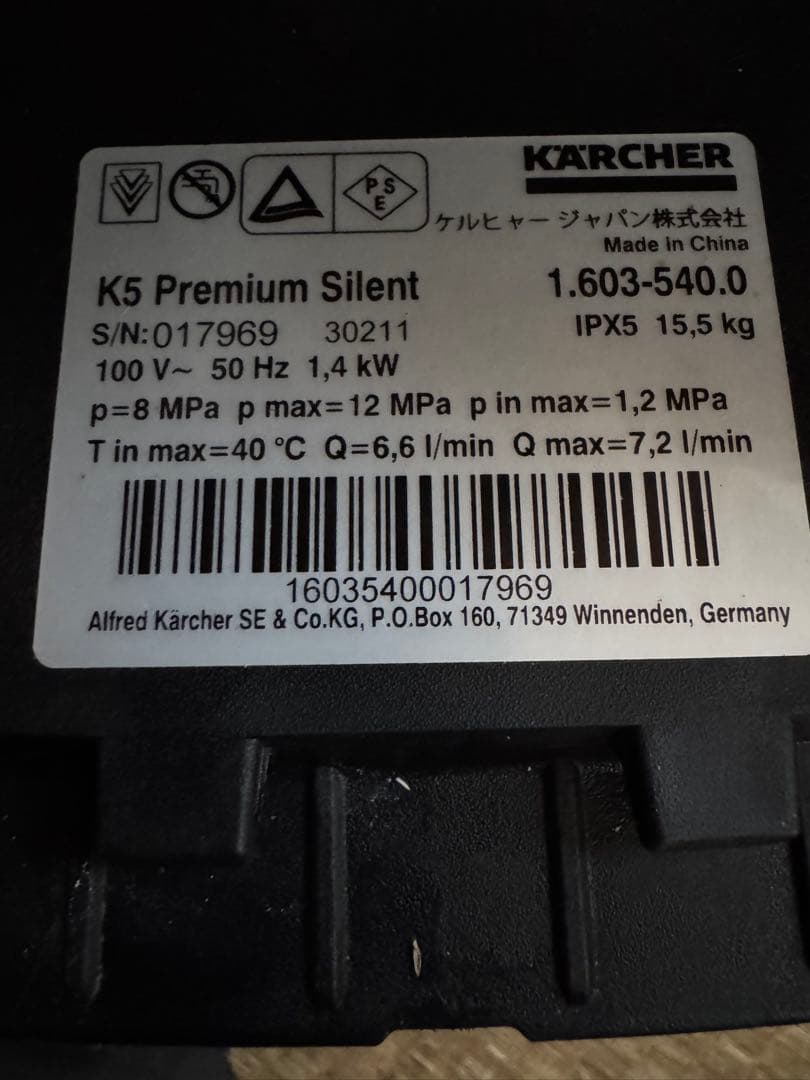 KÄRCHER
PSE
ケルヒャー ジャパン株式会社
Made in China
K5 Premium Silent 1.603-540.0
S/N:017969 30211 IPX5 15,5 kg
100 V~ 50 Hz 1,4 kW
p=8 MPa p max=12 MPa p in max=1,2 MPa
T in max=40 °C Q=6,6 l/min Q max=7,2 l/min
16035400017969
Alfred Kärcher SE & Co.KG, P.O.Box 160, 71349 Winnenden, Germany